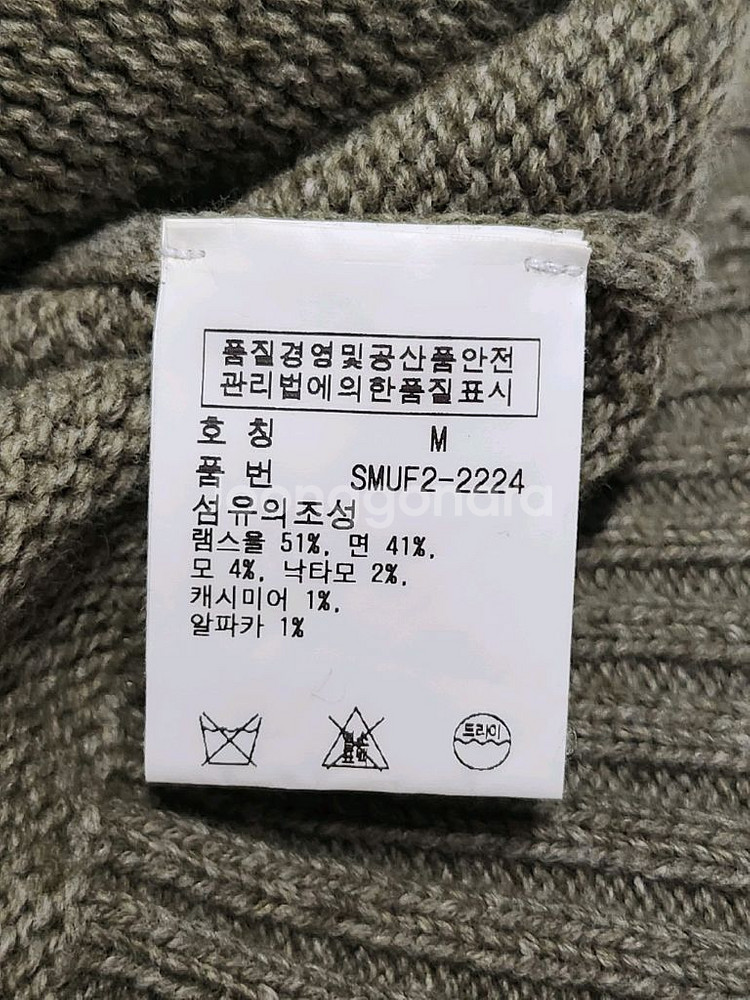 품질경영및공산품안전
관리법에의한품질표시
호 칭 M
품 번 SMUF2-2224
섬유의조성
램스울 51%, 면 41%,
모 4%, 낙타모 2%,
캐시미어 1%,
알파카 1%
드라이
joonggonara